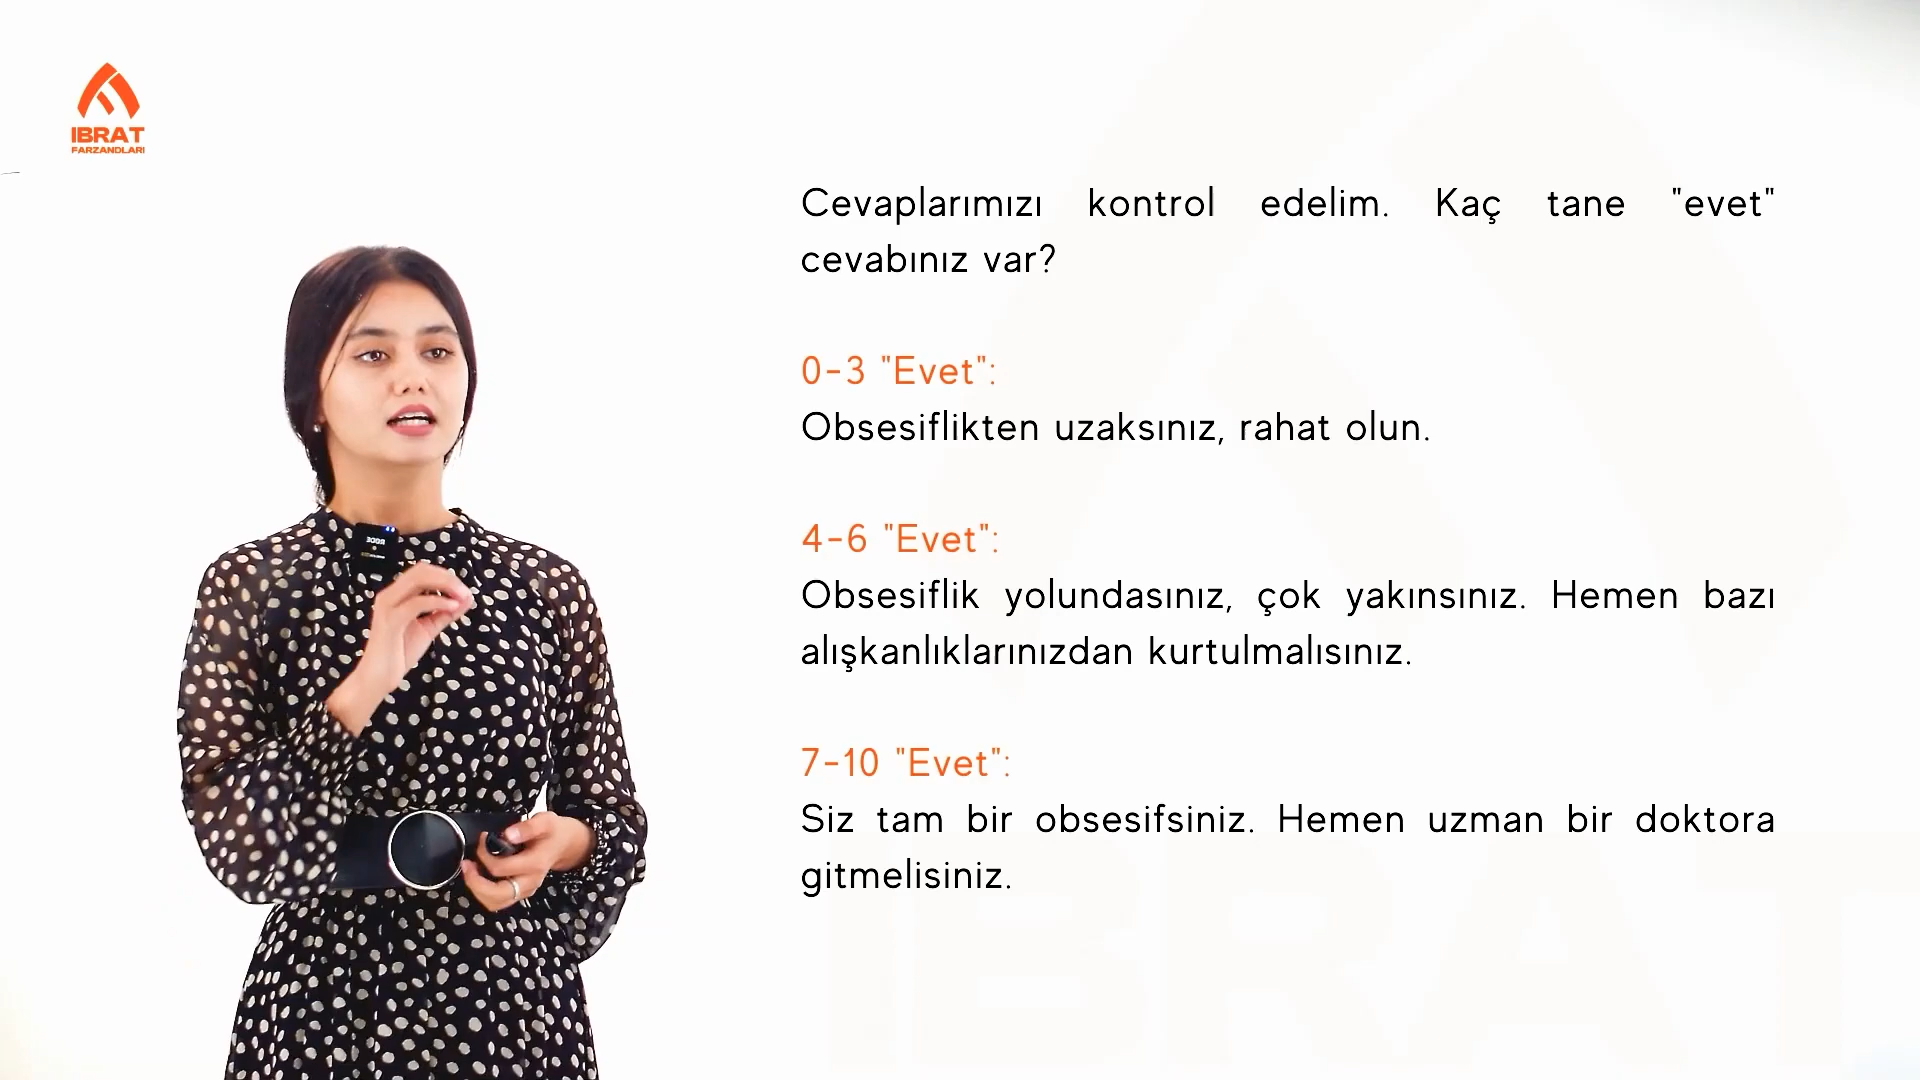 IBRAT
FARZANDLARI
Cevaplarımızı kontrol edelim. Kaç tane "evet"
cevabınız var?
0-3 "Evet":
Obsesiflikten uzaksınız, rahat olun.
4-6 "Evet":
Obsesiflik yolundasınız, çok yakınsınız. Hemen bazı
alışkanlıklarınızdan kurtulmalısınız.
7-10 "Evet":
Siz tam bir obsesifsiniz. Hemen uzman bir doktora
gitmelisiniz.